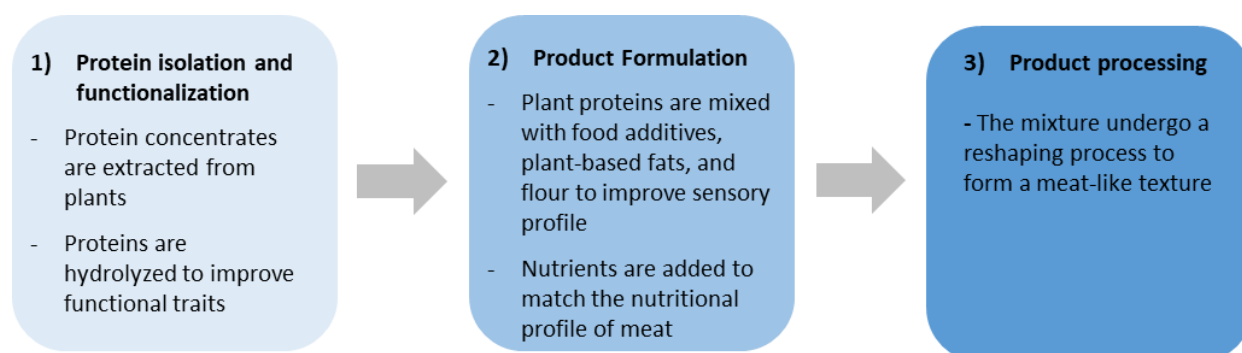 1) Protein isolation and
functionalization
- Protein concentrates
are extracted from
plants
- Proteins are
hydrolyzed to improve
functional traits
2) Product Formulation
- Plant proteins are mixed
with food additives,
plant-based fats, and
flour to improve sensory
profile
- Nutrients are added to
match the nutritional
profile of meat
3) Product processing
- The mixture undergo a
reshaping process to
form a meat-like texture